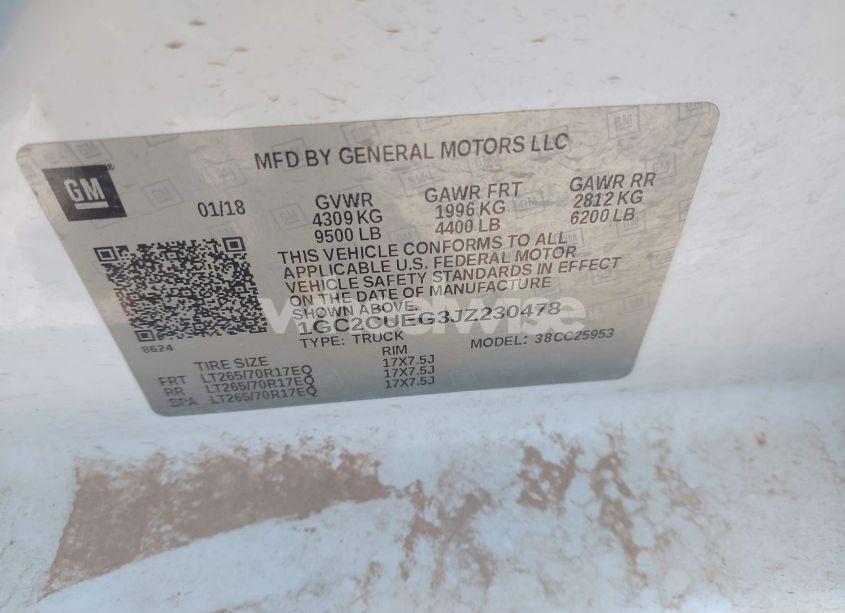 MFD BY GENERAL MOTORS LLC
GM
01/18
GVWR GAWR FRT GAWR RR
4309 KG 1996 KG 2812 KG
9500 LB 4400 LB 6200 LB
THIS VEHICLE CONFORMS TO ALL
APPLICABLE U.S. FEDERAL MOTOR
VEHICLE SAFETY STANDARDS IN EFFECT
ON THE DATE OF MANUFACTURE
SHOWN ABOVE.
1GC2CUEG3JZ230478
TYPE: TRUCK MODEL: 38CC25953
8624
TIRE SIZE RIM
FRT LT265/70R17EQ 17X7.5J
RR LT265/70R17EQ 17X7.5J
SPA LT265/70R17EQ 17X7.5J